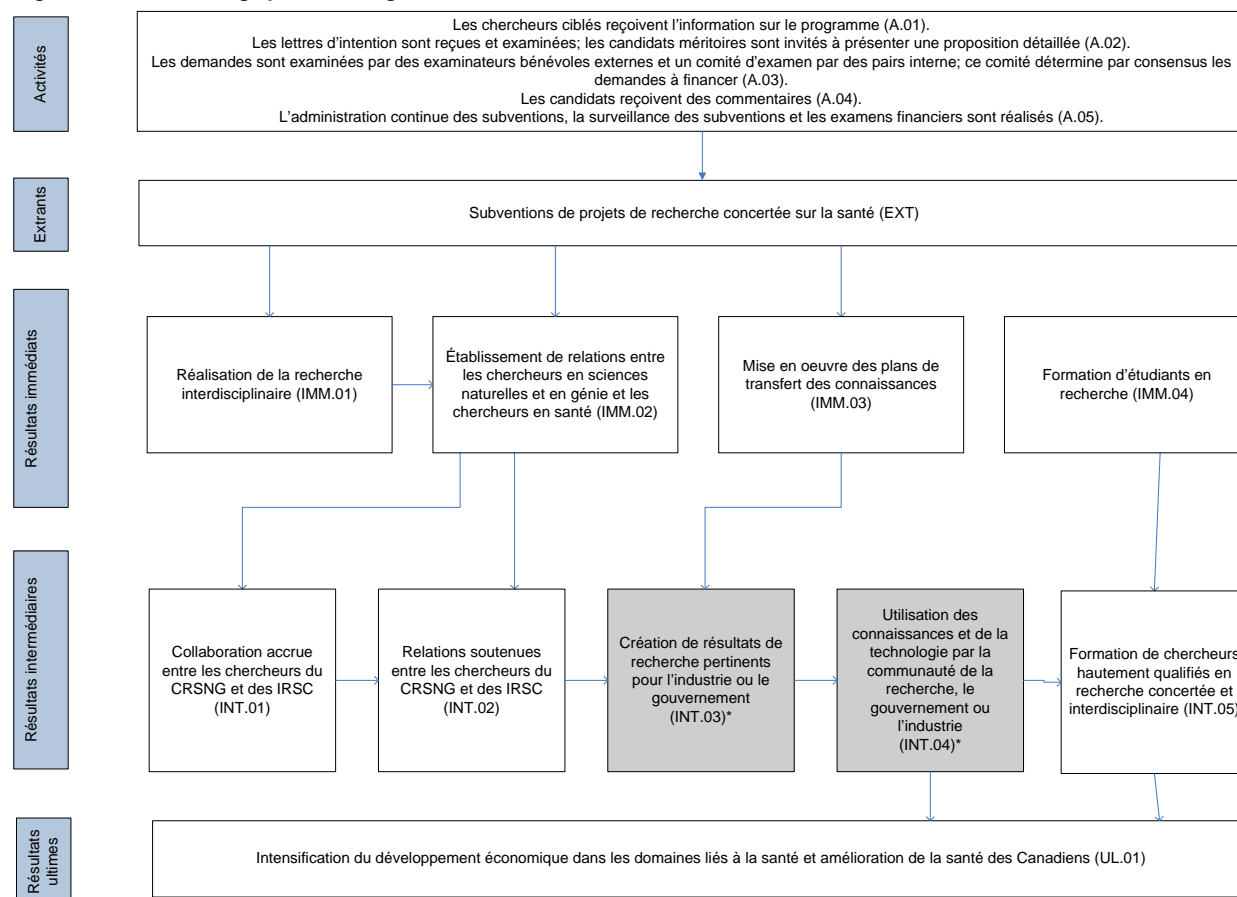 Activités
Les chercheurs ciblés reçoivent l'information sur le programme (A.01).
Les lettres d'intention sont reçues et examinées; les candidats méritoires sont invités à présenter une proposition détaillée (A.02).
Les demandes sont examinées par des examinateurs bénévoles externes et un comité d'examen par des pairs interne; ce comité détermine par consensus les
demandes à financer (A.03).
Les candidats reçoivent des commentaires (A.04).
L'administration continue des subventions, la surveillance des subventions et les examens financiers sont réalisés (A.05).
Extrants
Subventions de projets de recherche concertée sur la santé (EXT)
Résultats immédiats
Réalisation de la recherche
interdisciplinaire (IMM.01)
Établissement de relations entre
les chercheurs en sciences
naturelles et en génie et les
chercheurs en santé (IMM.02)
Mise en oeuvre des plans de
transfert des connaissances
(IMM.03)
Formation d'étudiants en
recherche (IMM.04)
Résultats intermédiaires
Collaboration accrue
entre les chercheurs du
CRSNG et des IRSC
(INT.01)
Relations soutenues
entre les chercheurs du
CRSNG et des IRSC
(INT.02)
Création de résultats de
recherche pertinents
pour l'industrie ou le
gouvernement
(INT.03)*
Utilisation des
connaissances et de la
technologie par la
communauté de la
recherche, le
gouvernement ou
l'industrie
(INT.04)*
Formation de chercheurs
hautement qualifiés en
recherche concertée et
interdisciplinaire (INT.05)
Résultats
ultimes
Intensification du développement économique dans les domaines liés à la santé et amélioration de la santé des Canadiens (UL.01)